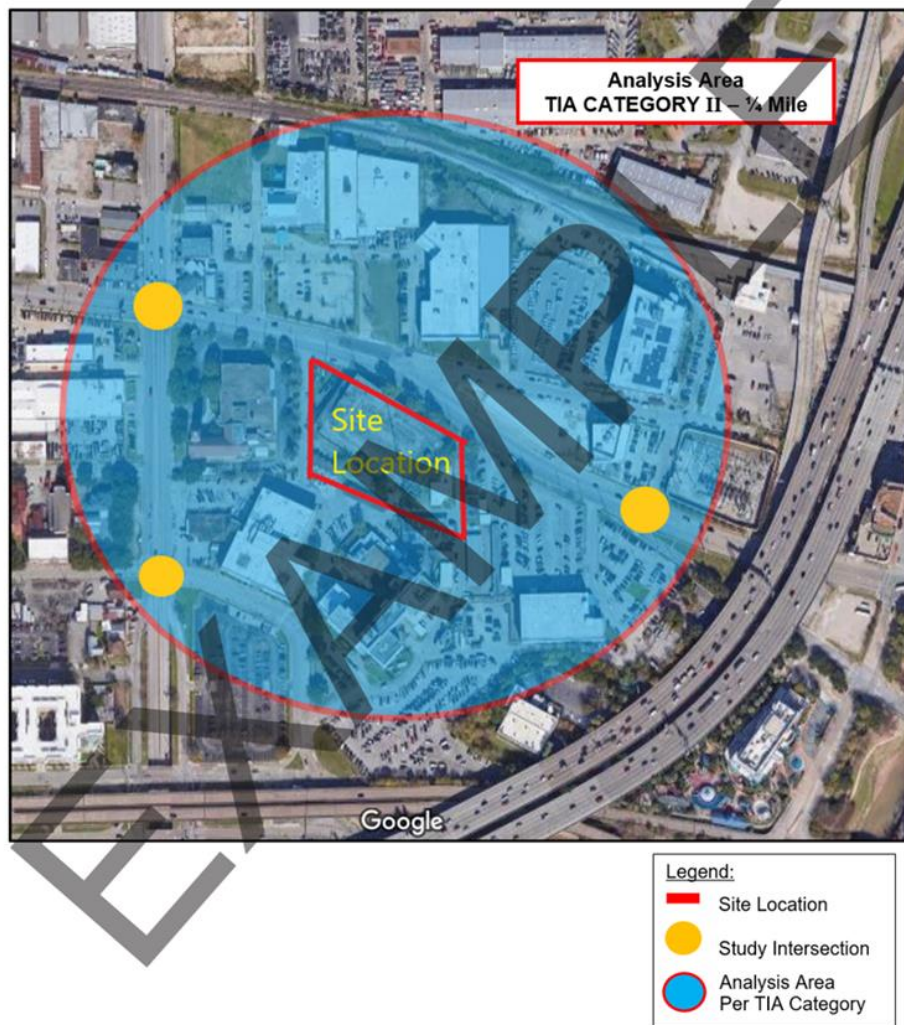 Analysis Area
TIA CATEGORY II – ¼ Mile
Site
Location
EXAMPLE
Google
Legend:
Site Location
Study Intersection
Analysis Area
Per TIA Category